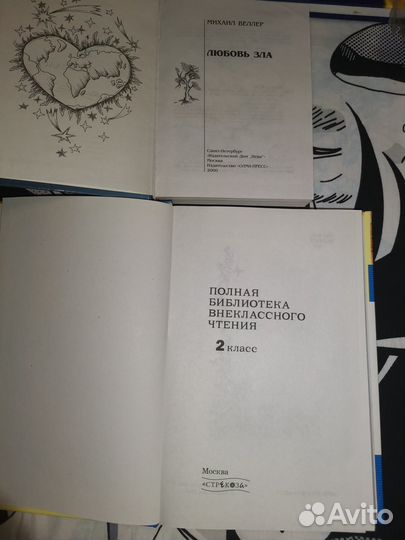 МИХАИЛ ВЕЛЛЕР
ЛЮБОВЬ ЗЛА
Санкт-Петербург
«Издательский Дом "Нева"»
Москва
Издательство «ОЛМА-ПРЕСС»
2000
ПОЛНАЯ
БИБЛИОТЕКА
ВНЕКЛАССНОГО
ЧТЕНИЯ
2 класс
Москва
«СТРЕКОЗА»
Avito